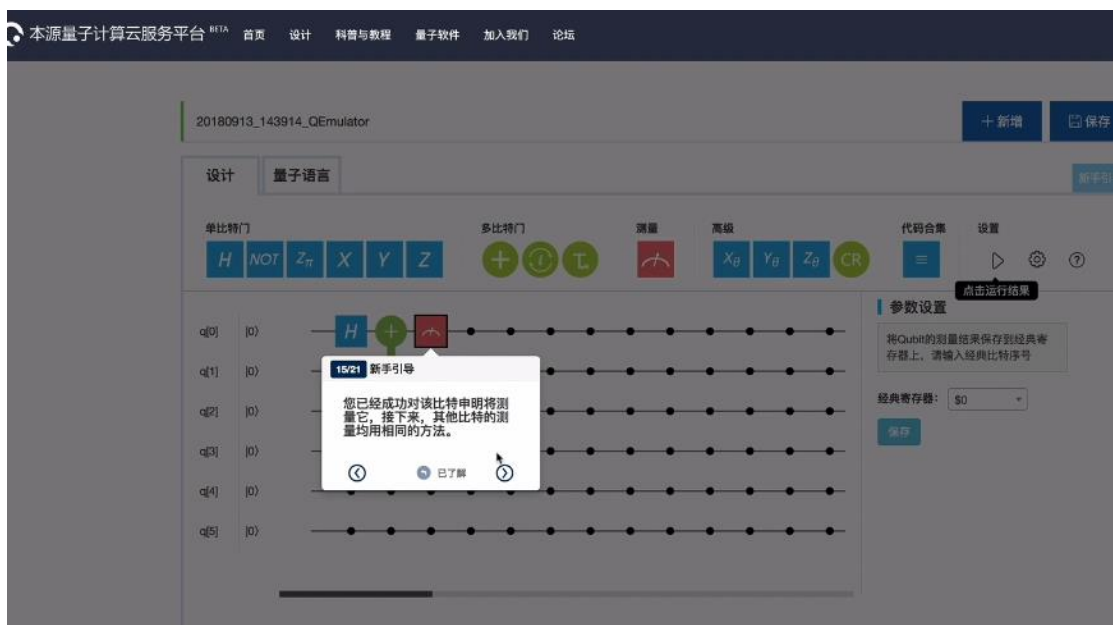 本源量子计算云服务平台 BETA 首页 设计 科普与教程 量子软件 加入我们 论坛
20180913_143914_QEmulator
+ 新增 保存
设计 量子语言
单比特门 多比特门 测量 高级 代码合集 设置
H NOT Zπ X Y Z Xθ Yθ Zθ CR
点击运行结果
参数设置
将Qubit的测量结果保存到经典寄
存器上，请输入经典比特序号
经典寄存器： $0
保存
q[0] |0⟩ H
q[1] |0⟩
q[2] |0⟩
q[3] |0⟩
q[4] |0⟩
q[5] |0⟩
15/21 新手引导
您已经成功对该比特申明将测
量它，接下来，其他比特的测
量均用相同的方法。
已了解